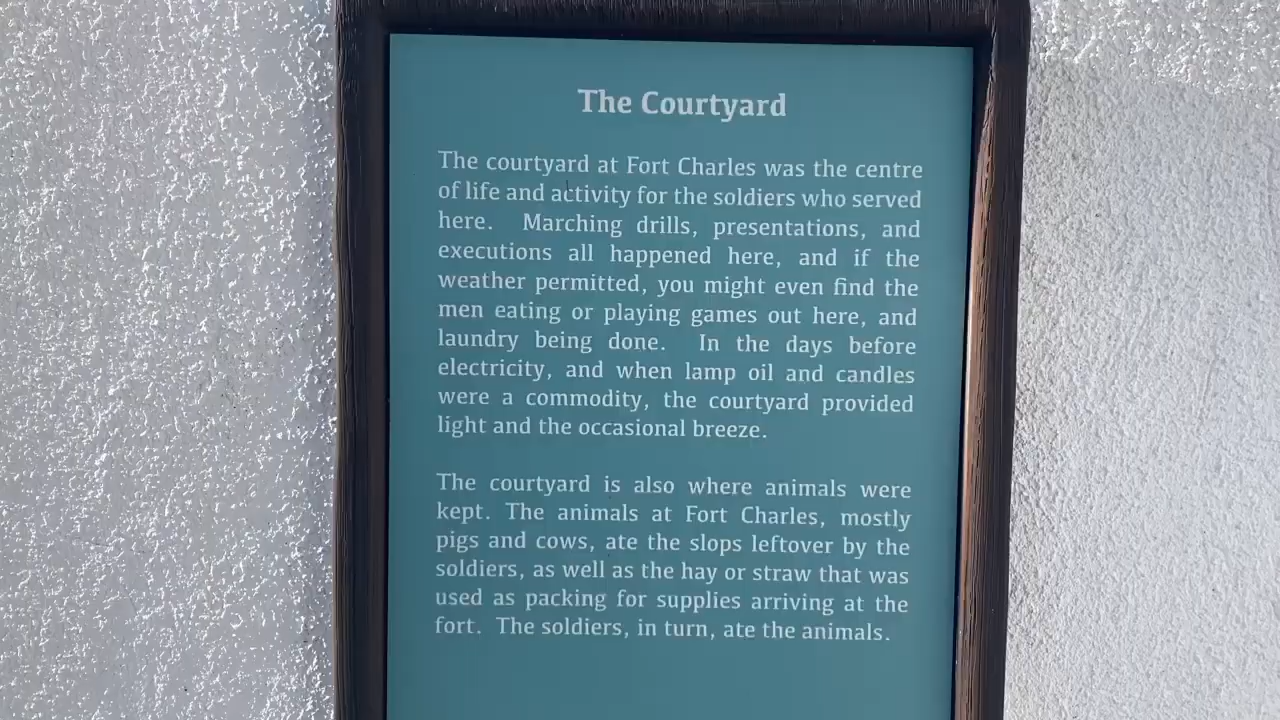 The Courtyard
The courtyard at Fort Charles was the centre
of life and activity for the soldiers who served
here. Marching drills, presentations, and
executions all happened here, and if the
weather permitted, you might even find the
men eating or playing games out here, and
laundry being done. In the days before
electricity, and when lamp oil and candles
were a commodity, the courtyard provided
light and the occasional breeze.
The courtyard is also where animals were
kept. The animals at Fort Charles, mostly
pigs and cows, ate the slops leftover by the
soldiers, as well as the hay or straw that was
used as packing for supplies arriving at the
fort. The soldiers, in turn, ate the animals.